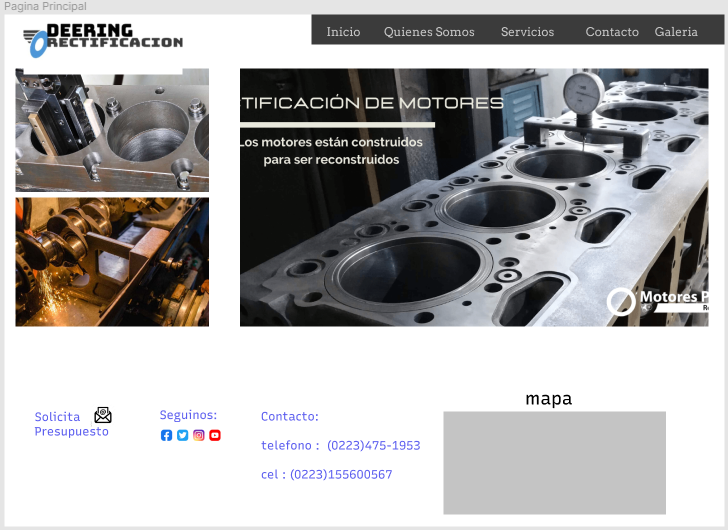 Pagina Principal
DEERING
RECTIFICACION
Inicio
Quienes Somos
Servicios
Contacto
Galeria
TIFICACIÓN DE MOTORES
Los motores están construidos
para ser reconstruidos
Motores P
R
Solicita
Presupuesto
Seguinos:
Contacto:
telefono : (0223)475-1953
cel : (0223)155600567
mapa